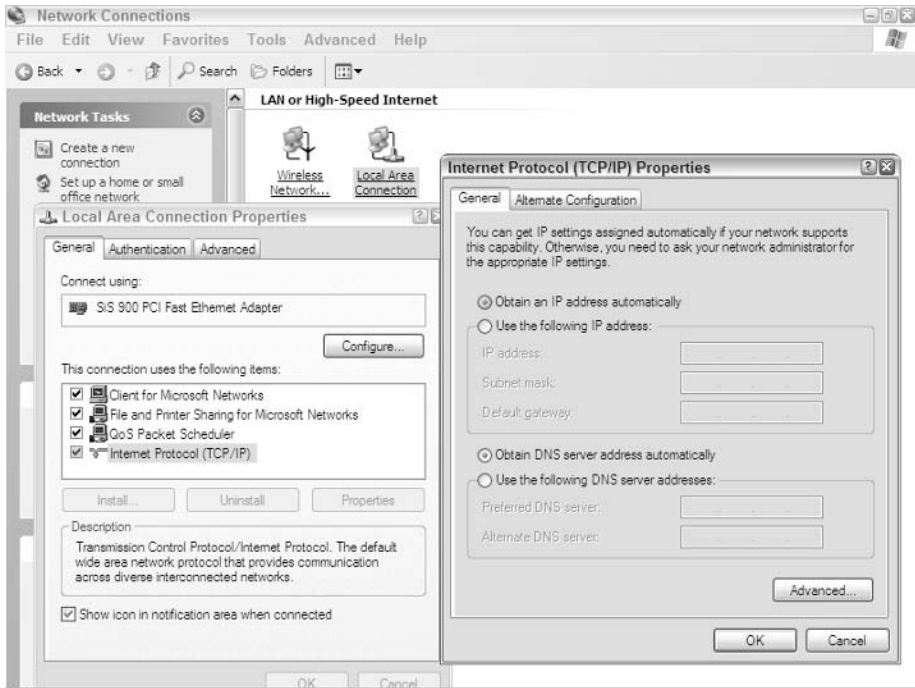 Network Connections
File Edit View Favorites Tools Advanced Help
Back Search Folders
Network Tasks
Create a new
connection
Set up a home or small
office network
LAN or High-Speed Internet
Wireless
Network...
Local Area
Connection
Local Area Connection Properties
General Authentication Advanced
Connect using:
SiS 900 PCI Fast Ethernet Adapter
Configure...
This connection uses the following items:
Client for Microsoft Networks
File and Printer Sharing for Microsoft Networks
QoS Packet Scheduler
Internet Protocol (TCP/IP)
Install... Uninstall Properties
Description
Transmission Control Protocol/Internet Protocol. The default
wide area network protocol that provides communication
across diverse interconnected networks.
Show icon in notification area when connected
OK Cancel
Internet Protocol (TCP/IP) Properties
General Alternate Configuration
You can get IP settings assigned automatically if your network supports
this capability. Otherwise, you need to ask your network administrator for
the appropriate IP settings.
Obtain an IP address automatically
Use the following IP address:
IP address:
Subnet mask:
Default gateway:
Obtain DNS server address automatically
Use the following DNS server addresses:
Preferred DNS server:
Alternate DNS server:
Advanced...
OK Cancel